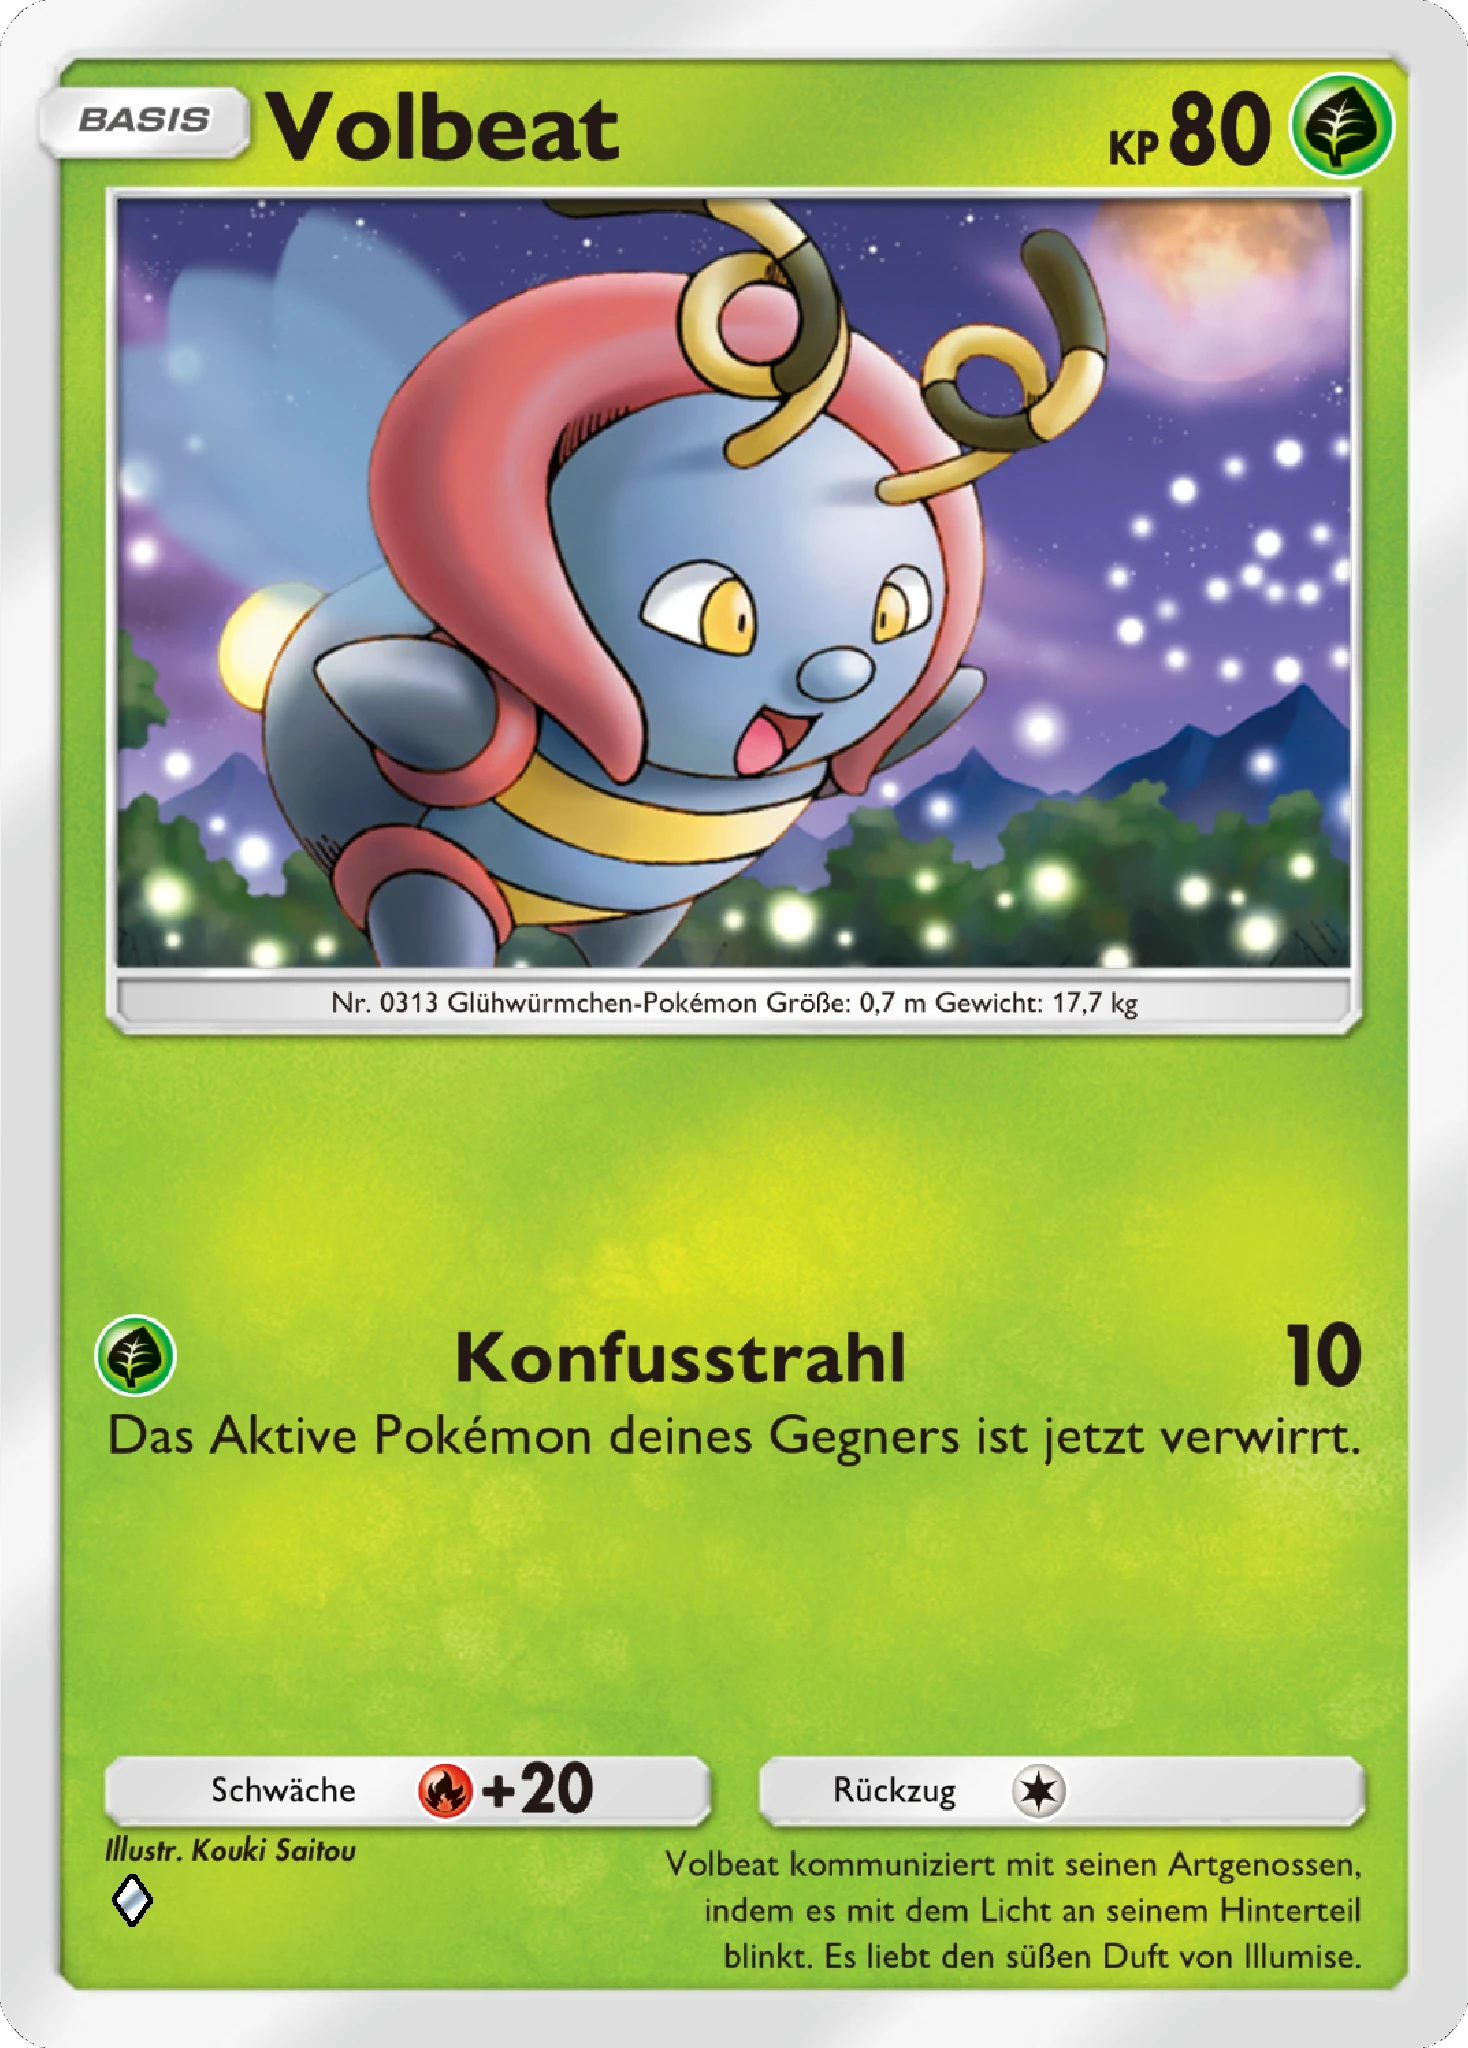 BASIS
Volbeat
KP 80
Nr. 0313 Glühwürmchen-Pokémon Größe: 0,7 m Gewicht: 17,7 kg
Konfusstrahl 10
Das Aktive Pokémon deines Gegners ist jetzt verwirrt.
Schwäche +20
Rückzug
Illustr. Kouki Saitou
Volbeat kommuniziert mit seinen Artgenossen,
indem es mit dem Licht an seinem Hinterteil
blinkt. Es liebt den süßen Duft von Illumise.